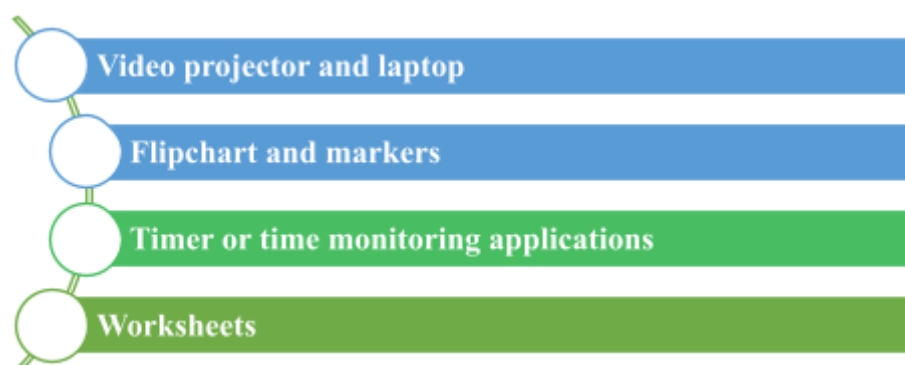 Video projector and laptop
Flipchart and markers
Timer or time monitoring applications
Worksheets